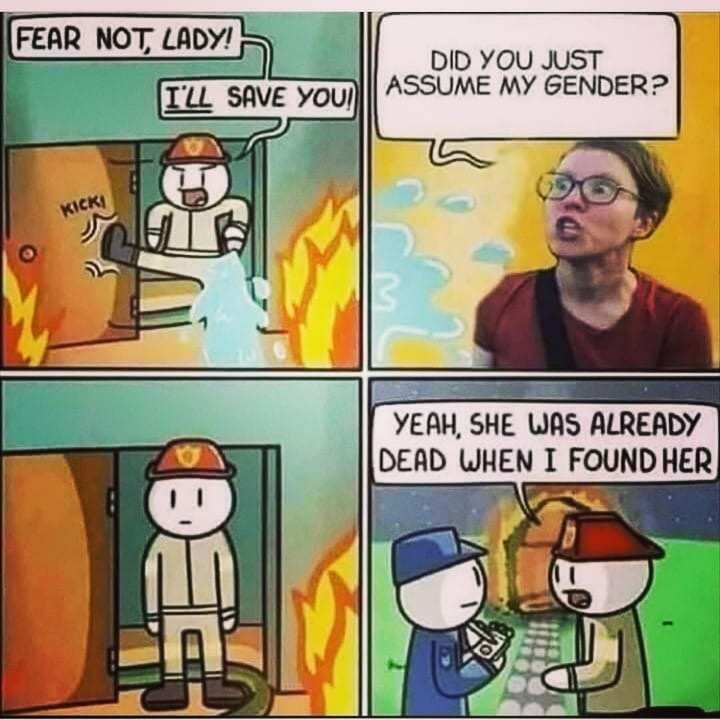 FEAR NOT, LADY!
I'LL SAVE YOU!
KICK!
DID YOU JUST
ASSUME MY GENDER?
YEAH, SHE WAS ALREADY
DEAD WHEN I FOUND HER